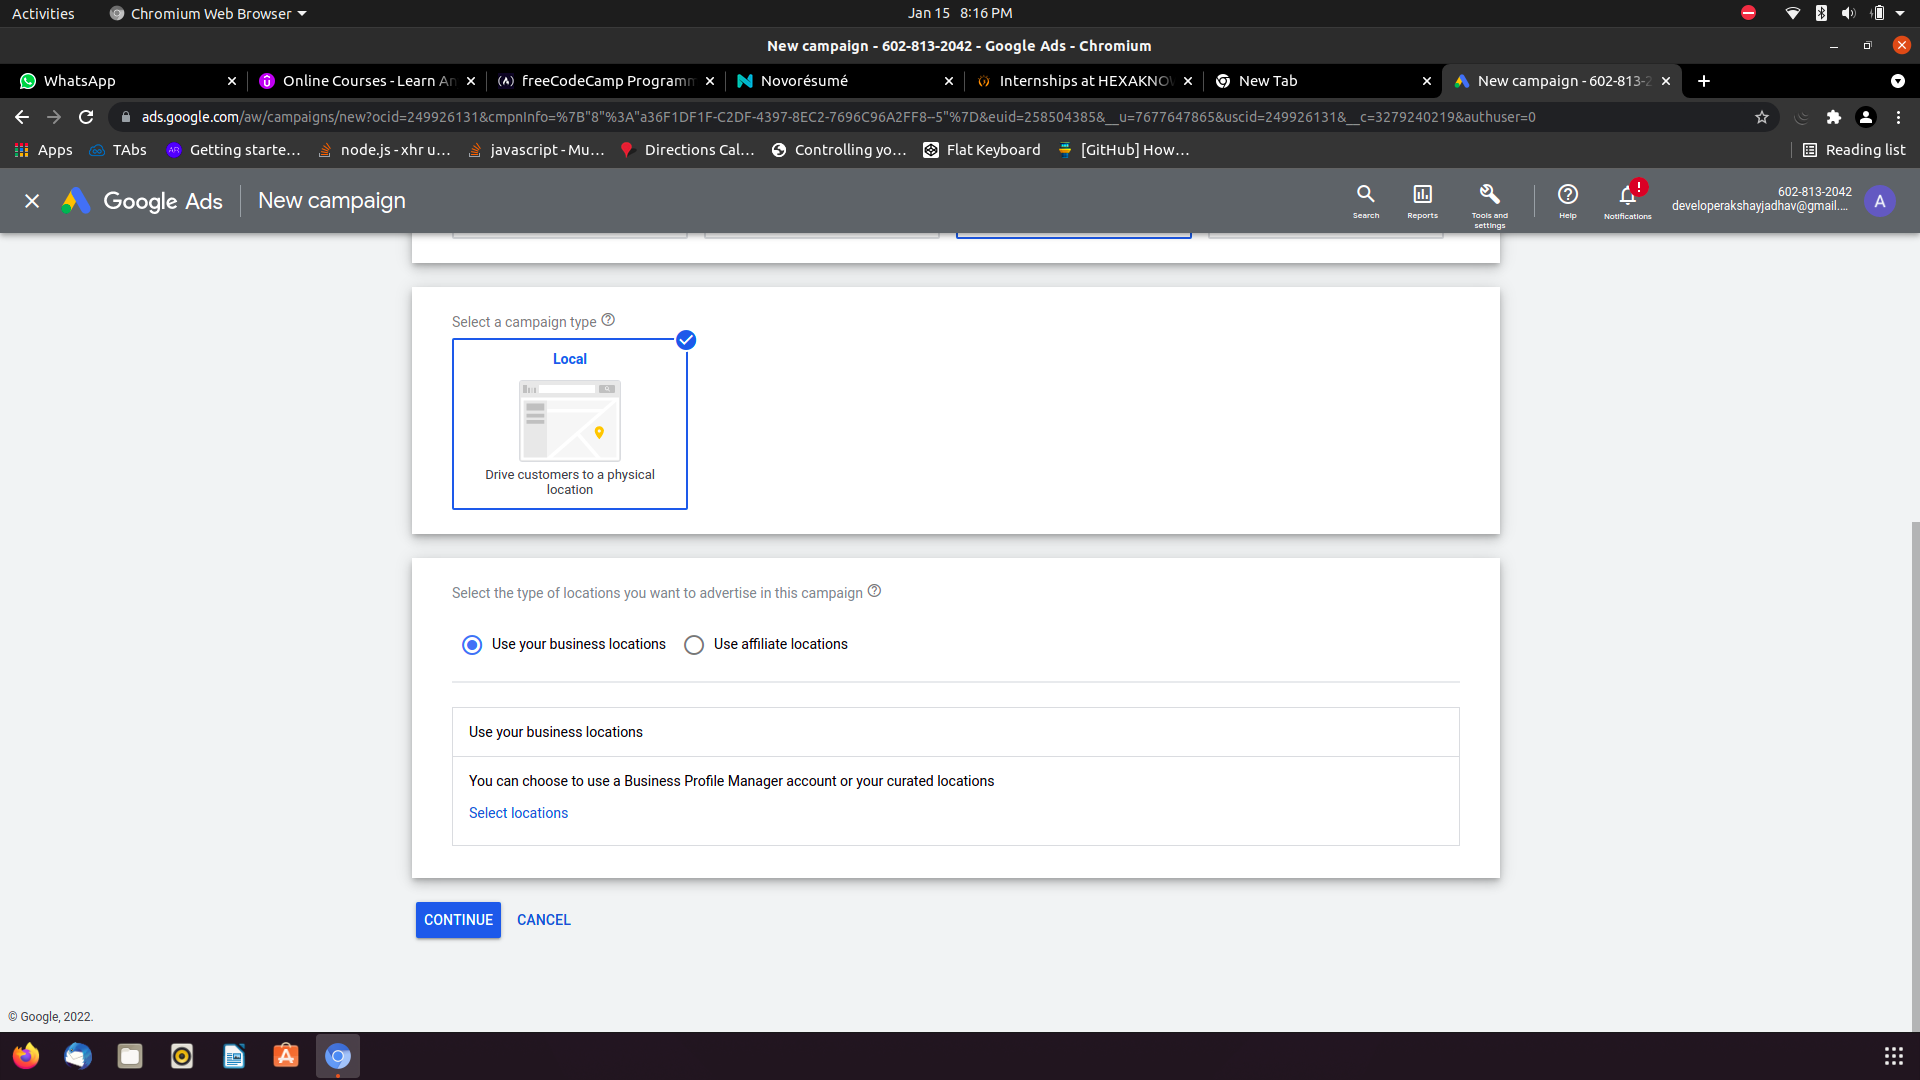 Activities
Chromium Web Browser
Jan 15 8:16 PM
New campaign - 602-813-2042 - Google Ads - Chromium
WhatsApp
Online Courses - Learn An
freeCodeCamp Programm
Novorésumé
Internships at HEXAKNOW
New Tab
New campaign - 602-813-2
ads.google.com/aw/campaigns/new?ocid=249926131&cmpnInfo=%7B"8"%3A"a36F1DF1F-C2DF-4397-8EC2-7696C96A2FF8--5"%7D&euid=258504385&__u=7677647865&uscid=249926131&__c=3279240219&authuser=0
Apps
TAbs
Getting starte...
node.js - xhr u...
javascript - Mu...
Directions Cal...
Controlling yo...
Flat Keyboard
[GitHub] How...
Reading list
Google Ads
New campaign
Search
Reports
Tools and
settings
Help
!
Notifications
602-813-2042
developerakshayjadhav@gmail....
A
Select a campaign type
Local
Drive customers to a physical
location
Select the type of locations you want to advertise in this campaign
Use your business locations
Use affiliate locations
Use your business locations
You can choose to use a Business Profile Manager account or your curated locations
Select locations
CONTINUE
CANCEL
© Google, 2022.